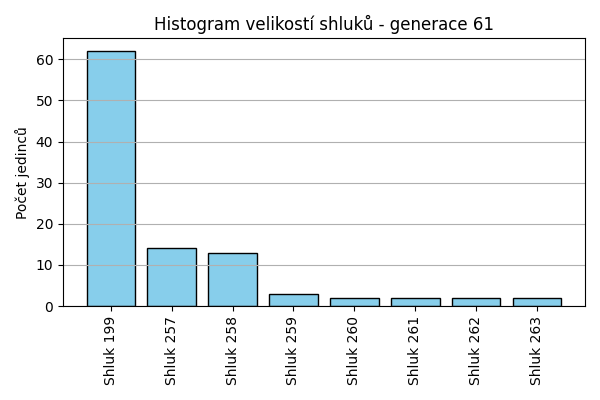 Histogram velikostí shluků - generace 61
Počet jedinců
60
50
40
30
20
10
0
Shluk 199
Shluk 257
Shluk 258
Shluk 259
Shluk 260
Shluk 261
Shluk 262
Shluk 263